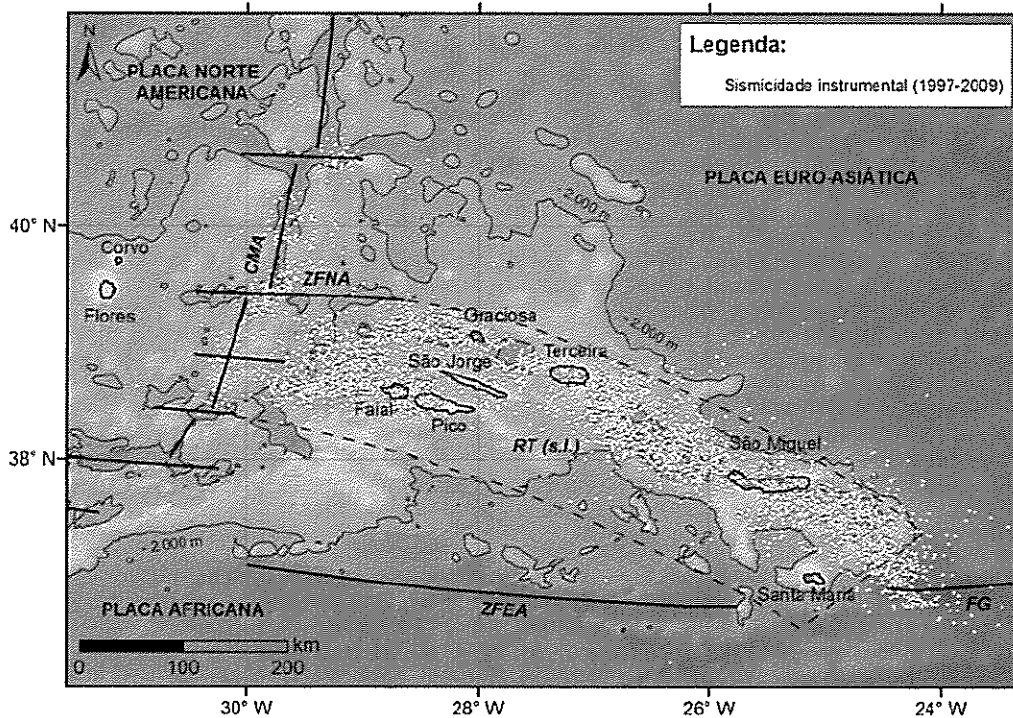 N
Legenda:
Sismicidade instrumental (1997-2009)
PLACA NORTE
AMERICANA
PLACA EURO-ASIÁTICA
- 2.000 m
40° N
Corvo
CMA
ZFNA
Flores
Graciosa
- 2.000 m
São Jorge
Terceira
Faial
Pico
RT (s.l.)
São Miguel
38° N
- 2.000 m
Santa Maria
PLACA AFRICANA
ZFEA
FG
km
0 100 200
30° W 28° W 26° W 24° W